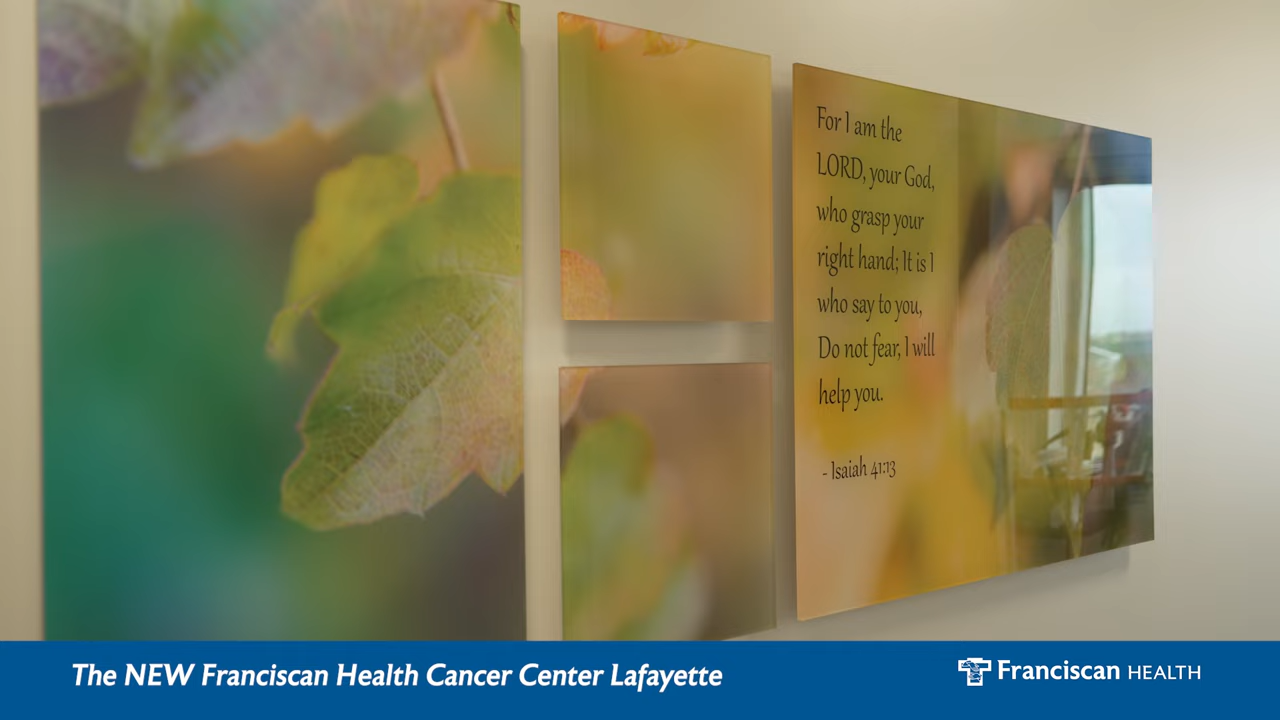 For I am the
LORD, your God,
who grasp your
right hand; It is I
who say to you,
Do not fear, I will
help you.
- Isaiah 41:13
The NEW Franciscan Health Cancer Center Lafayette
Franciscan HEALTH